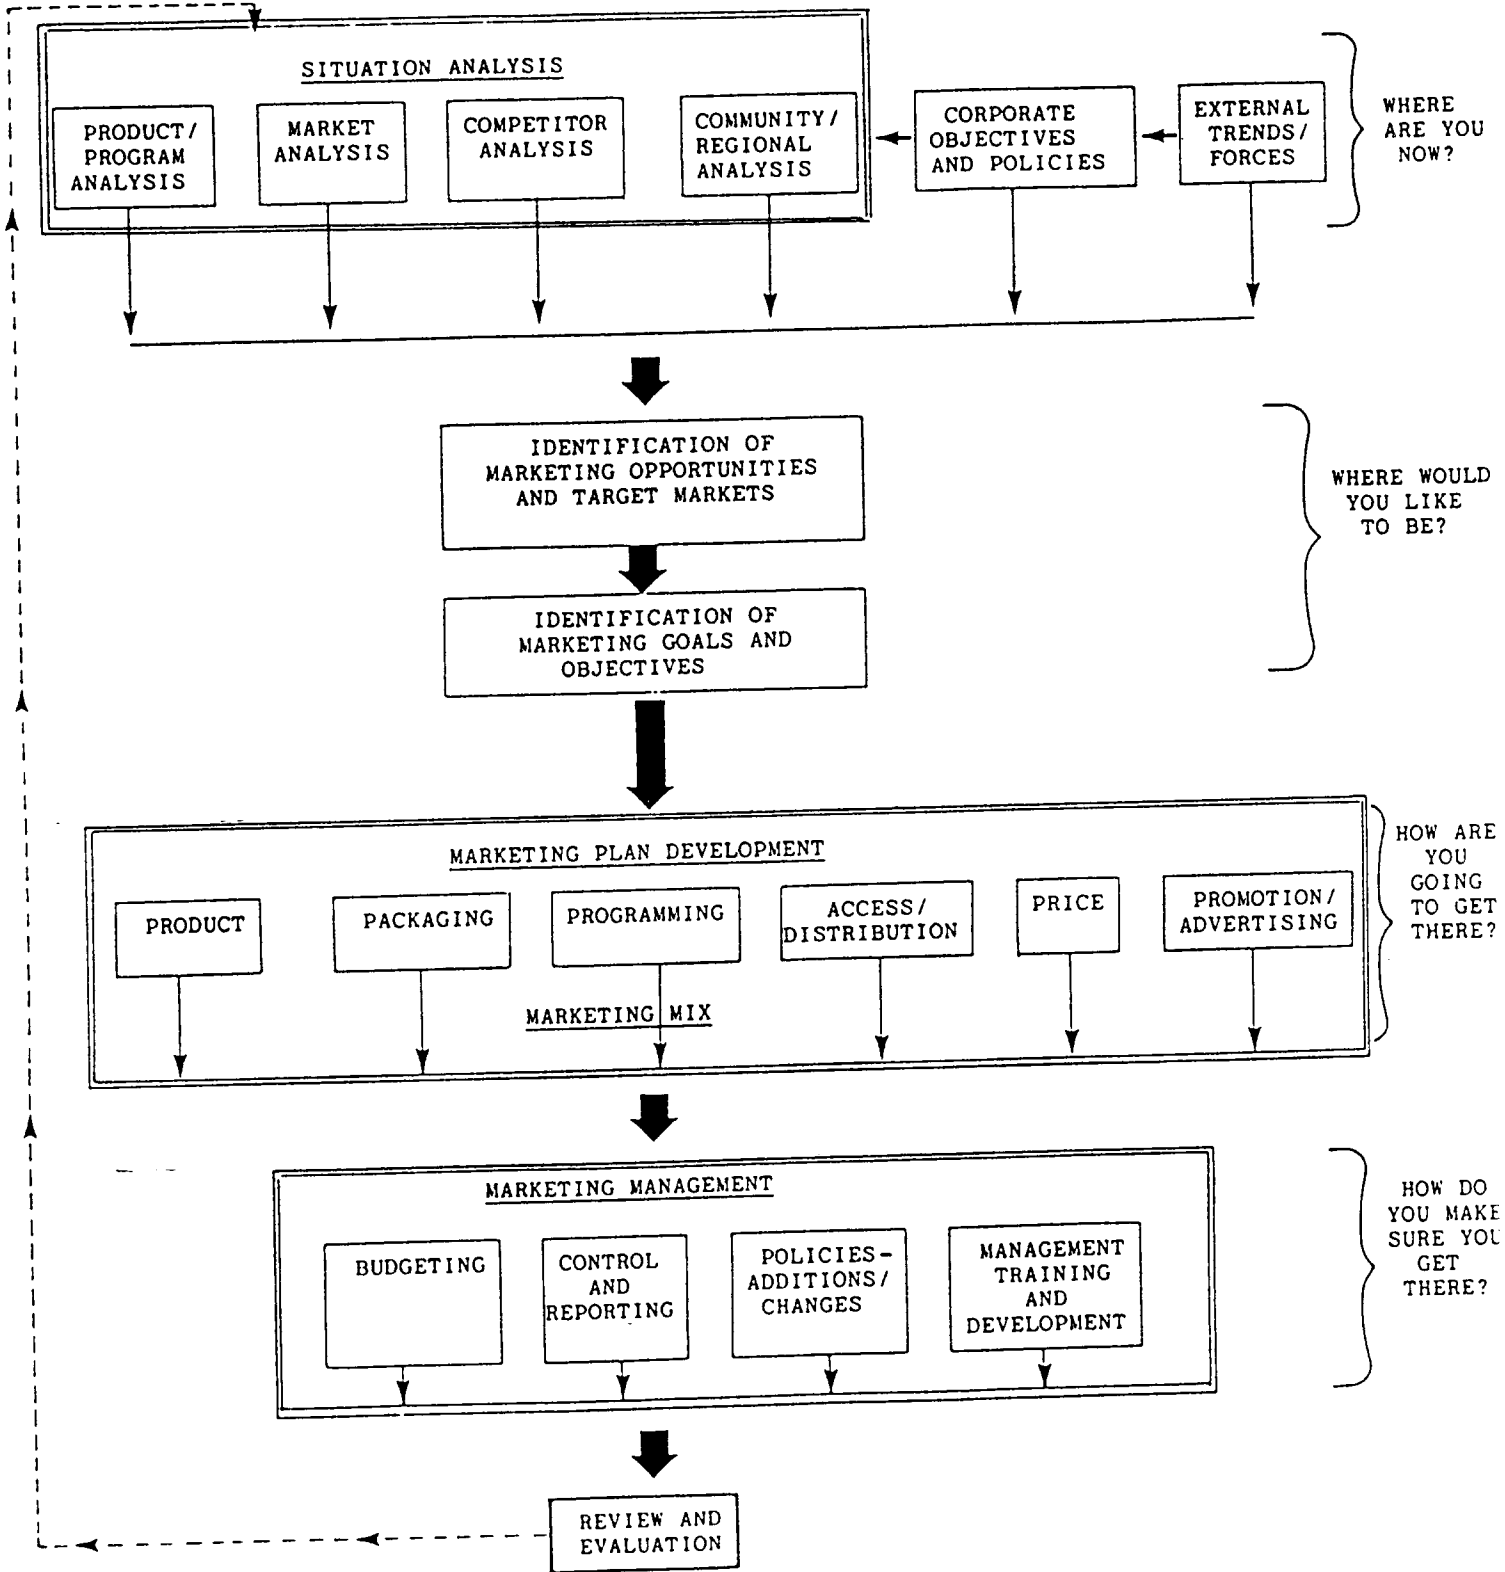 SITUATION ANALYSIS
PRODUCT/
PROGRAM
ANALYSIS
MARKET
ANALYSIS
COMPETITOR
ANALYSIS
COMMUNITY/
REGIONAL
ANALYSIS
CORPORATE
OBJECTIVES
AND POLICIES
EXTERNAL
TRENDS/
FORCES
WHERE
ARE YOU
NOW?
IDENTIFICATION OF
MARKETING OPPORTUNITIES
AND TARGET MARKETS
WHERE WOULD
YOU LIKE
TO BE?
IDENTIFICATION OF
MARKETING GOALS AND
OBJECTIVES
MARKETING PLAN DEVELOPMENT
PRODUCT
PACKAGING
PROGRAMMING
ACCESS/
DISTRIBUTION
PRICE
PROMOTION/
ADVERTISING
MARKETING MIX
HOW ARE
YOU
GOING
TO GET
THERE?
MARKETING MANAGEMENT
BUDGETING
CONTROL
AND
REPORTING
POLICIES-
ADDITIONS/
CHANGES
MANAGEMENT
TRAINING
AND
DEVELOPMENT
HOW DO
YOU MAKE
SURE YOU
GET
THERE?
REVIEW AND
EVALUATION